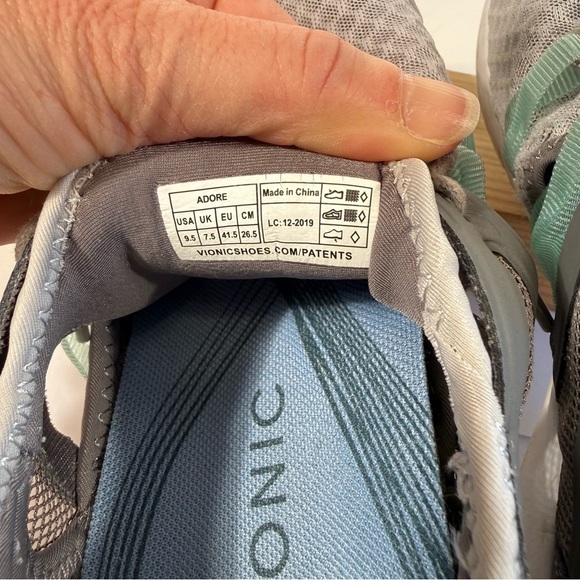 ADORE
USA UK EU CM
9.5 7.5 41.5 26.5
Made in China
LC: 12-2019
VIONICSHOES.COM/PATENTS
ONIC